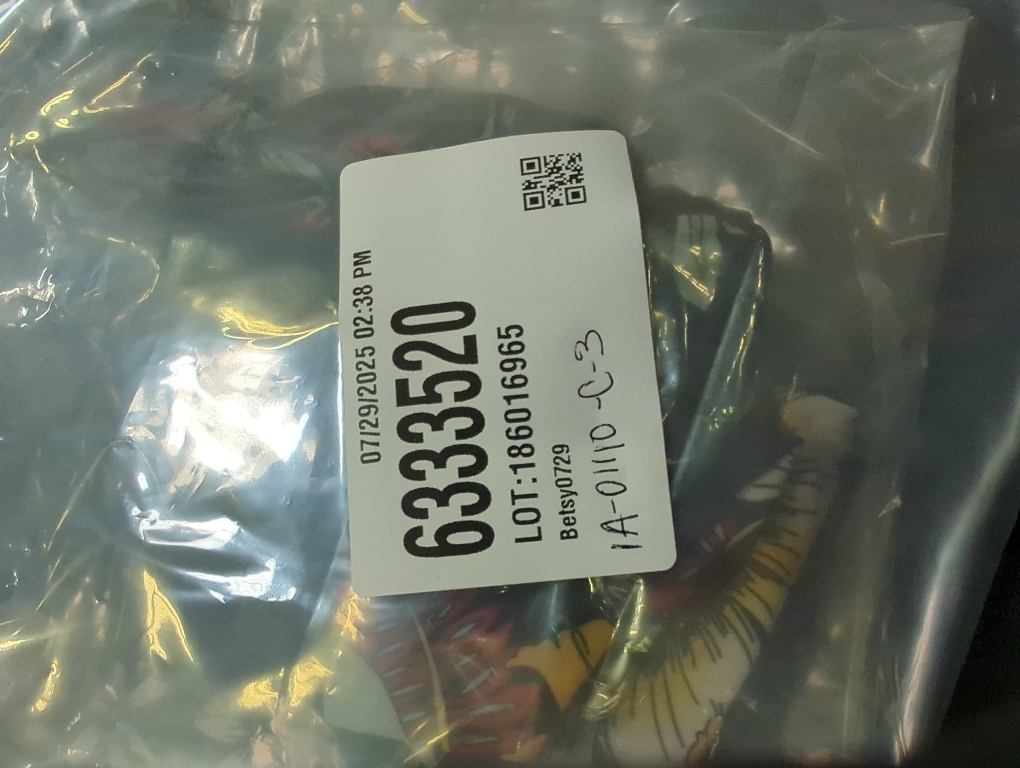 07/29/2025 02:38 PM
6333520
LOT:186016965
Betsy0729
1A-01110-C-3